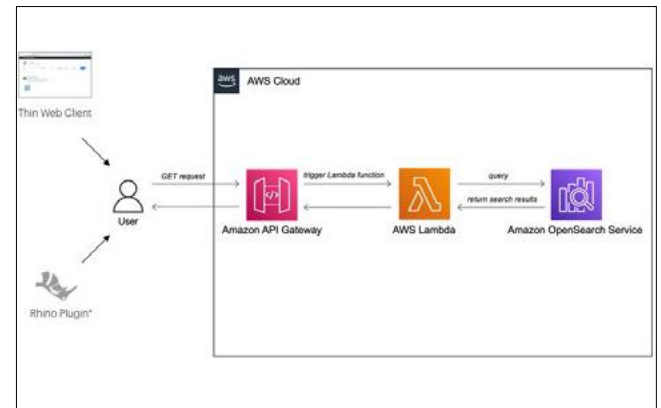 aws
AWS Cloud
Thin Web Client
GET request
trigger Lambda function
query
return search results
User
Amazon API Gateway
AWS Lambda
Amazon OpenSearch Service
Rhino Plugin*